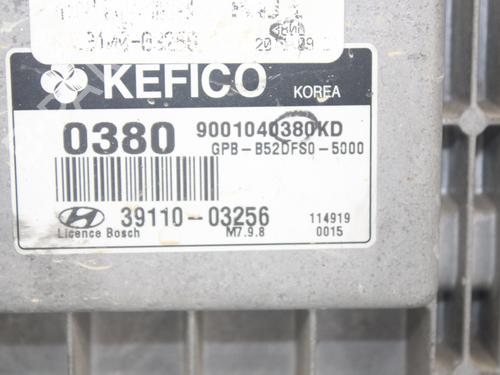 KEFICO KOREA
0380 9001040380KD
GPB-B52DFS0-5000
39110-03256 114919
Licence Bosch M7.9.8 0015